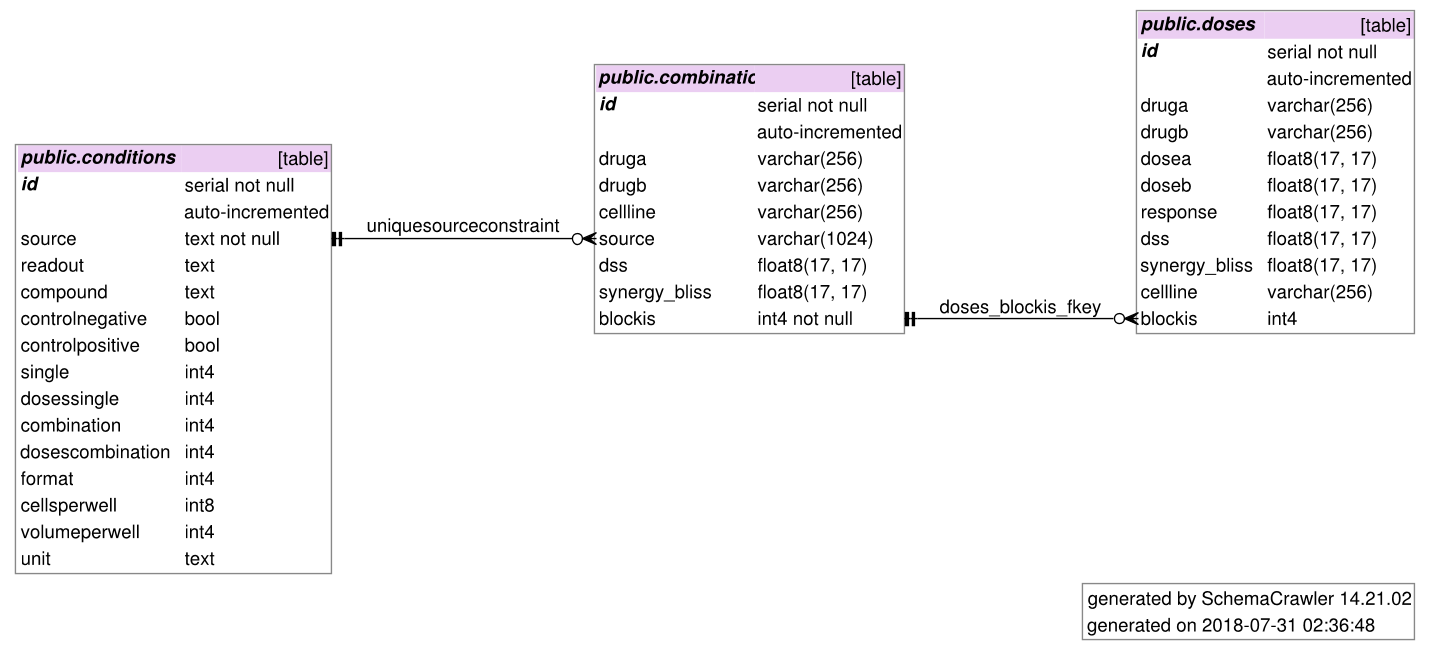 public.conditions [table]
id serial not null
auto-incremented
source text not null
readout text
compound text
controlnegative bool
controlpositive bool
single int4
dosessingle int4
combination int4
dosescombination int4
format int4
cellsperwell int8
volumeperwell int4
unit text
uniquesourceconstraint
public.combinatic [table]
id serial not null
auto-incremented
druga varchar(256)
drugb varchar(256)
cellline varchar(256)
source varchar(1024)
dss float8(17, 17)
synergy_bliss float8(17, 17)
blockis int4 not null
doses_blockis_fkey
public.doses [table]
id serial not null
auto-incremented
druga varchar(256)
drugb varchar(256)
dosea float8(17, 17)
doseb float8(17, 17)
response float8(17, 17)
dss float8(17, 17)
synergy_bliss float8(17, 17)
cellline varchar(256)
blockis int4
generated by SchemaCrawler 14.21.02
generated on 2018-07-31 02:36:48